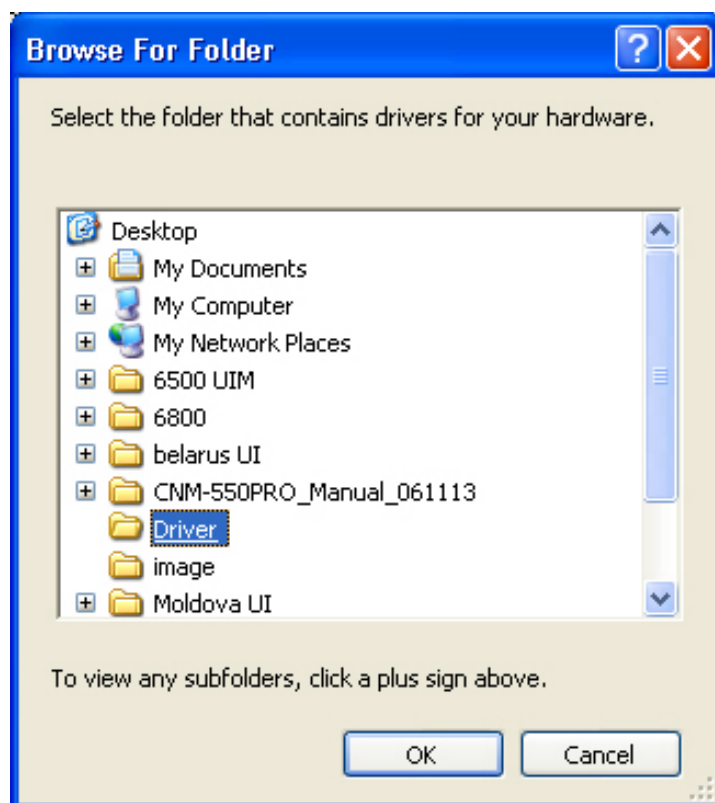 Browse For Folder
Select the folder that contains drivers for your hardware.
Desktop
My Documents
My Computer
My Network Places
6500 UIM
6800
belarus UI
CNM-550PRO_Manual_061113
Driver
image
Moldova UI
To view any subfolders, click a plus sign above.
OK Cancel